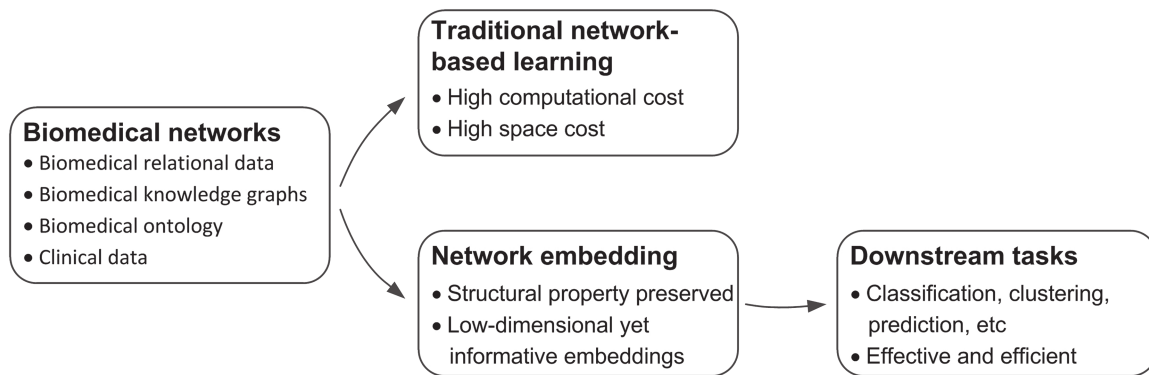 Traditional network-
based learning
• High computational cost
• High space cost
Biomedical networks
• Biomedical relational data
• Biomedical knowledge graphs
• Biomedical ontology
• Clinical data
Network embedding
• Structural property preserved
• Low-dimensional yet
informative embeddings
Downstream tasks
• Classification, clustering,
prediction, etc
• Effective and efficient